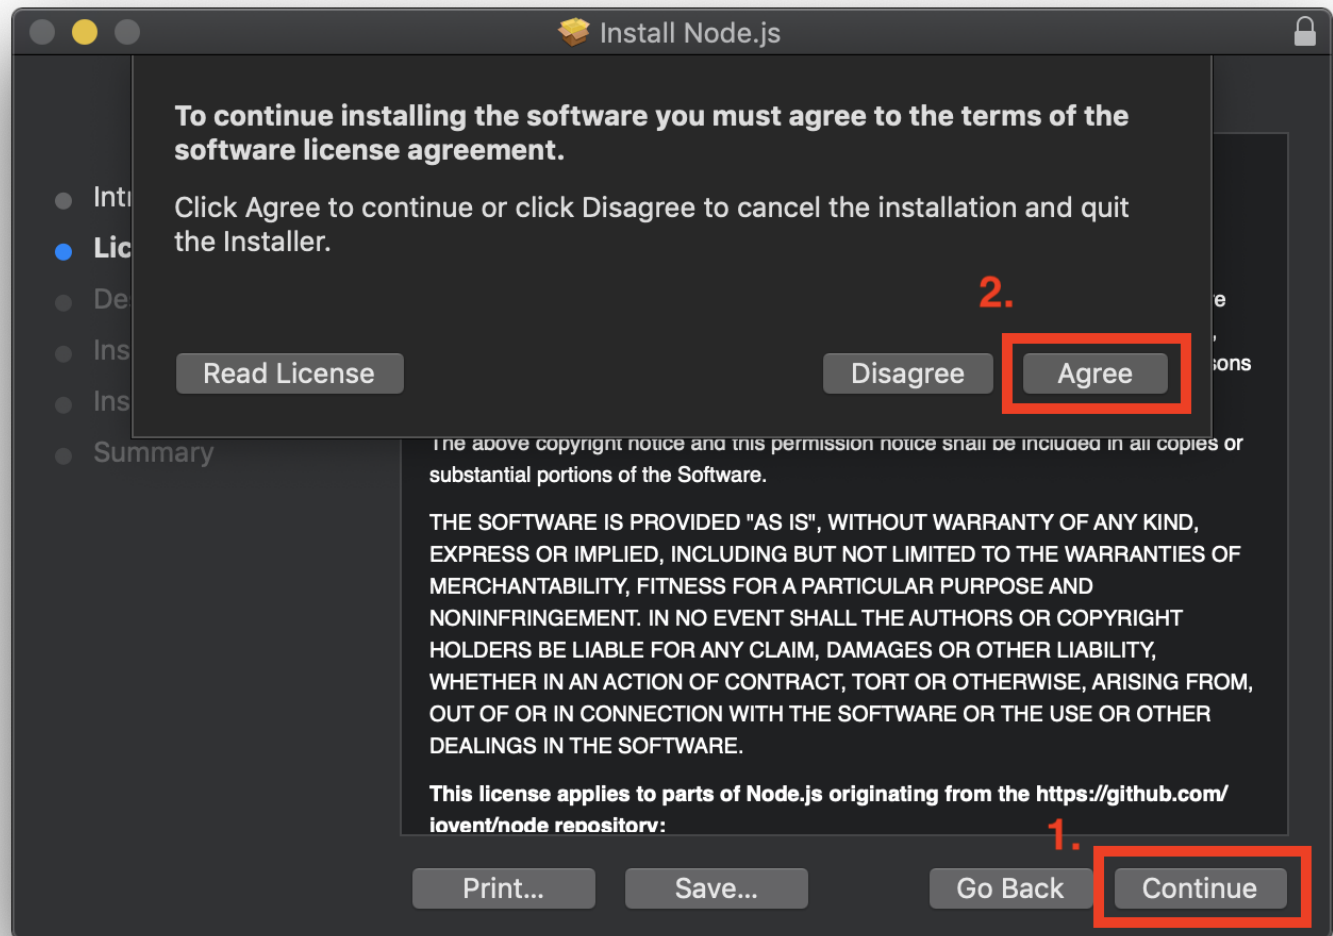 Install Node.js
To continue installing the software you must agree to the terms of the
software license agreement.
Click Agree to continue or click Disagree to cancel the installation and quit
the Installer.
2.
Read License
Disagree
Agree
Summary
The above copyright notice and this permission notice shall be included in all copies or
substantial portions of the Software.
THE SOFTWARE IS PROVIDED "AS IS", WITHOUT WARRANTY OF ANY KIND,
EXPRESS OR IMPLIED, INCLUDING BUT NOT LIMITED TO THE WARRANTIES OF
MERCHANTABILITY, FITNESS FOR A PARTICULAR PURPOSE AND
NONINFRINGEMENT. IN NO EVENT SHALL THE AUTHORS OR COPYRIGHT
HOLDERS BE LIABLE FOR ANY CLAIM, DAMAGES OR OTHER LIABILITY,
WHETHER IN AN ACTION OF CONTRACT, TORT OR OTHERWISE, ARISING FROM,
OUT OF OR IN CONNECTION WITH THE SOFTWARE OR THE USE OR OTHER
DEALINGS IN THE SOFTWARE.
This license applies to parts of Node.js originating from the https://github.com/
joyent/node repository:
1.
Print...
Save...
Go Back
Continue